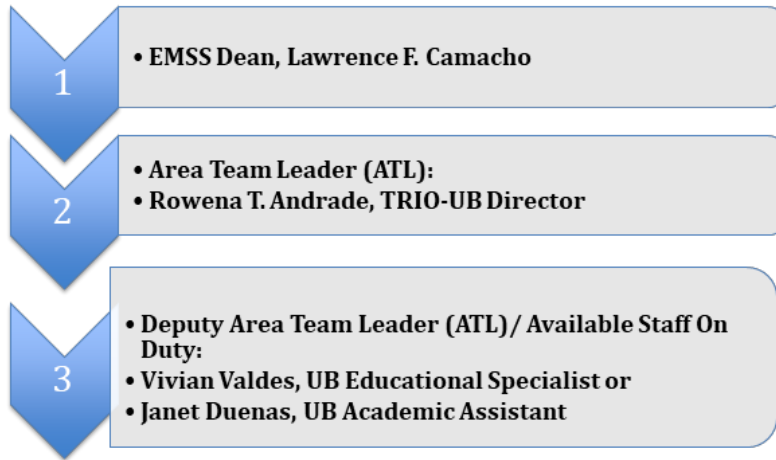 1
• EMSS Dean, Lawrence F. Camacho
2
• Area Team Leader (ATL):
• Rowena T. Andrade, TRIO-UB Director
3
• Deputy Area Team Leader (ATL)/ Available Staff On
Duty:
• Vivian Valdes, UB Educational Specialist or
• Janet Duenas, UB Academic Assistant